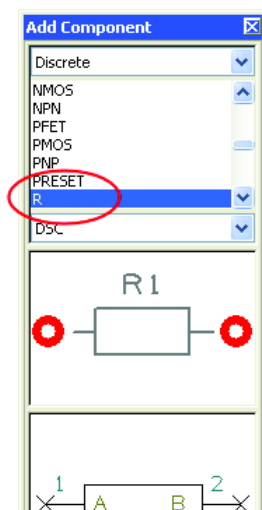 Add Component
Discrete
NMOS
NPN
PFET
PMOS
PNP
PRESET
R
DSC
R1
1 2
A B